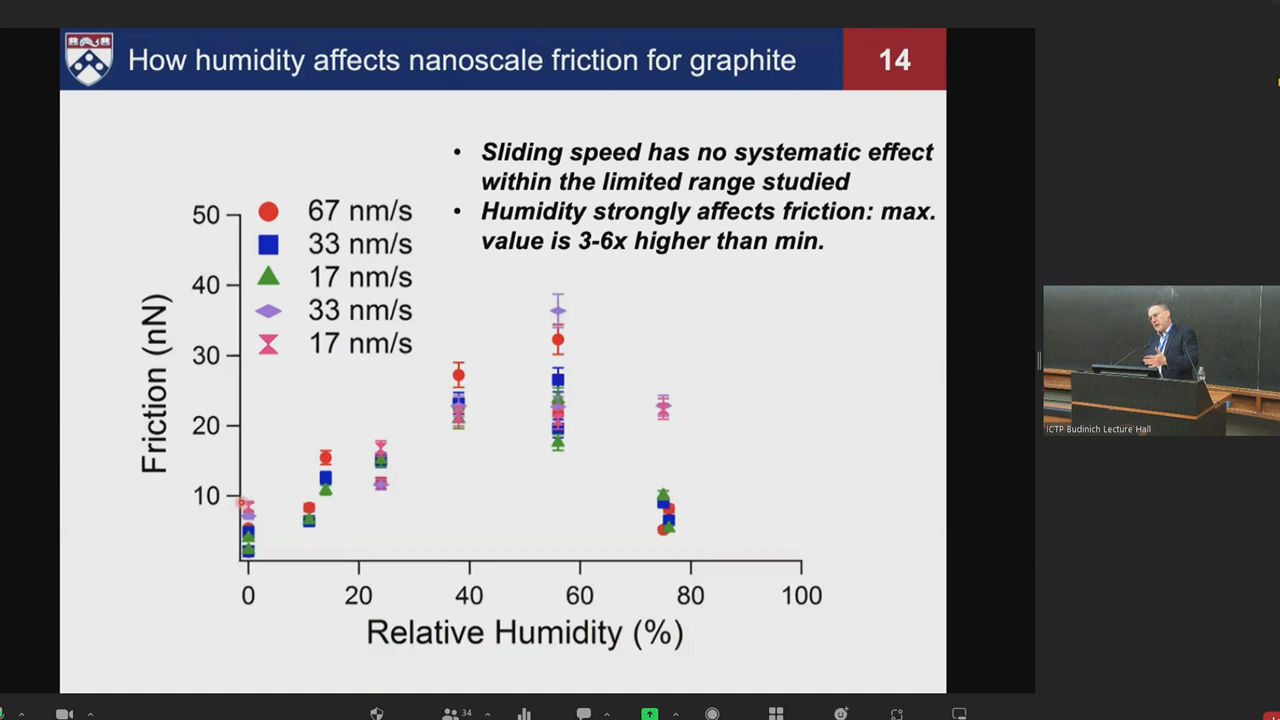 How humidity affects nanoscale friction for graphite
14
• Sliding speed has no systematic effect
within the limited range studied
• Humidity strongly affects friction: max.
value is 3-6x higher than min.
67 nm/s
33 nm/s
17 nm/s
33 nm/s
17 nm/s
50
40
30
20
10
Friction (nN)
0
20
40
60
80
100
Relative Humidity (%)
ICTP Budinich Lecture Hall
34